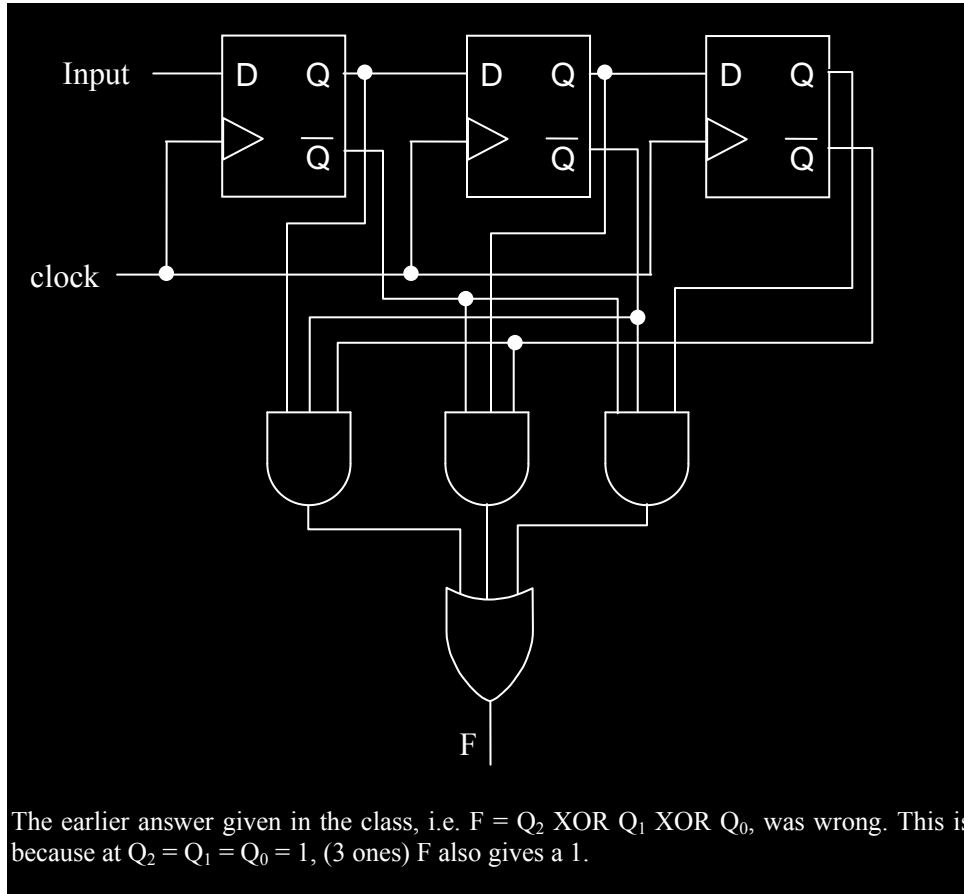 Input
D Q D Q D Q
Q Q Q
clock
F
The earlier answer given in the class, i.e. F = Q2 XOR Q1 XOR Q0, was wrong. This is
because at Q2 = Q1 = Q0 = 1, (3 ones) F also gives a 1.